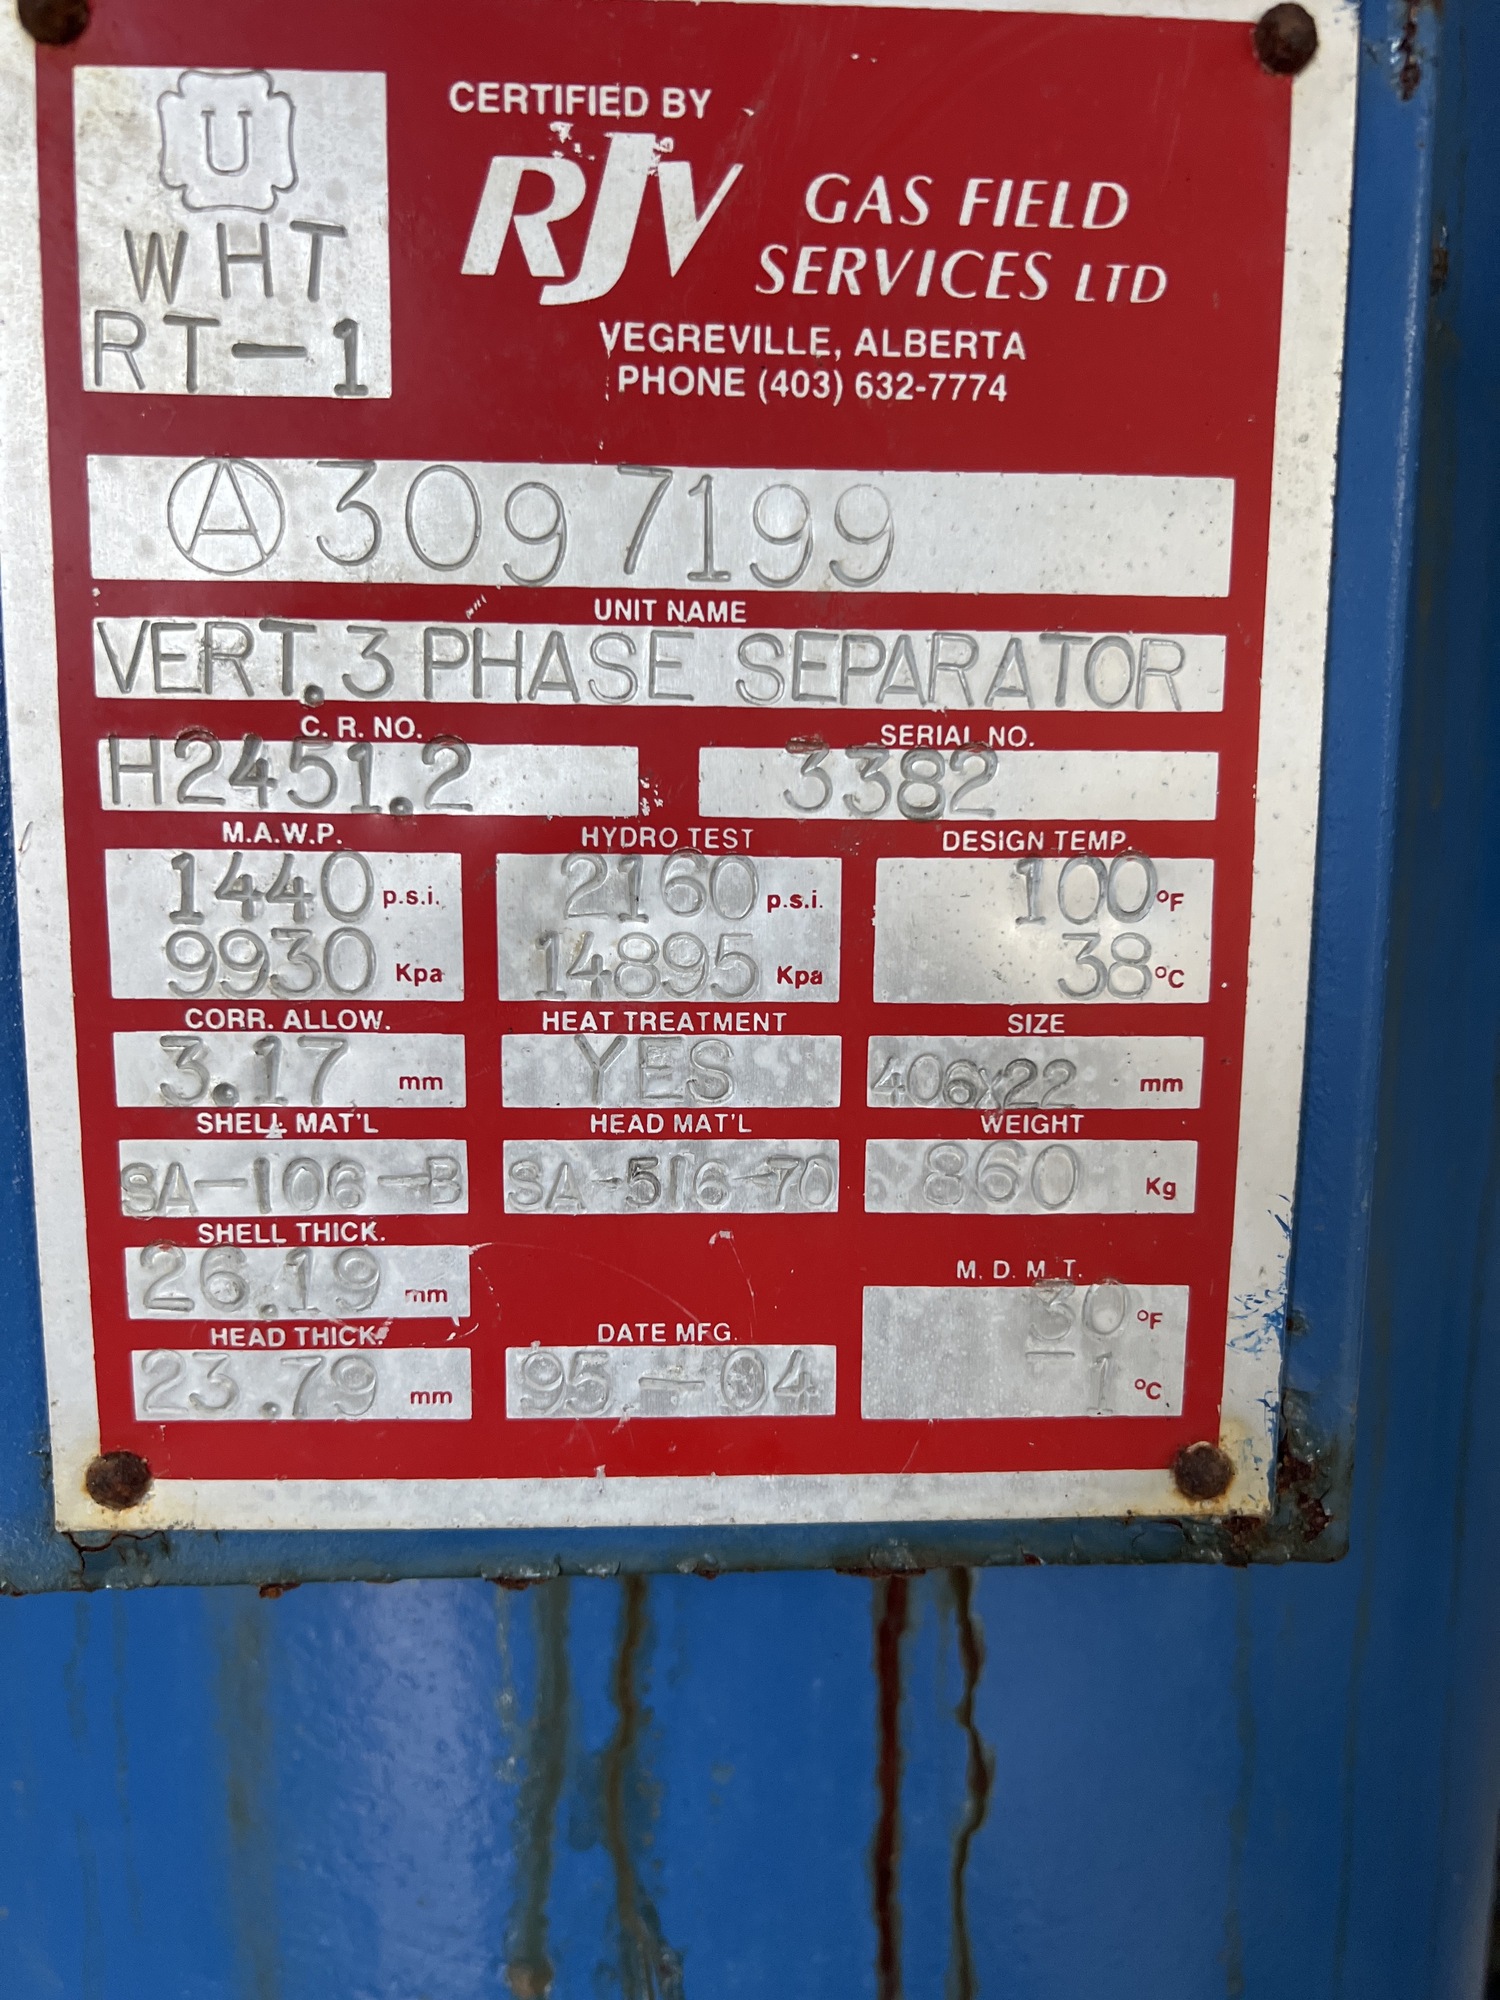 U
WHT
RT-1
CERTIFIED BY
RJV GAS FIELD
SERVICES LTD
VEGREVILLE, ALBERTA
PHONE (403) 632-7774
Ⓐ 3097199
UNIT NAME
VERT. 3 PHASE SEPARATOR
C. R. NO. SERIAL NO.
H2451.2 3382
M.A.W.P. HYDRO TEST DESIGN TEMP.
1440 p.s.i. 2160 p.s.i. 100 °F
9930 Kpa 14895 Kpa 38 °C
CORR. ALLOW. HEAT TREATMENT SIZE
3.17 mm YES 406x22 mm
SHELL MAT'L HEAD MAT'L WEIGHT
SA-106-B SA-516-70 860 Kg
SHELL THICK.
26.19 mm
M. D. M. T.
30 °F
-1 °C
HEAD THICK. DATE MFG.
23.79 mm 95-04